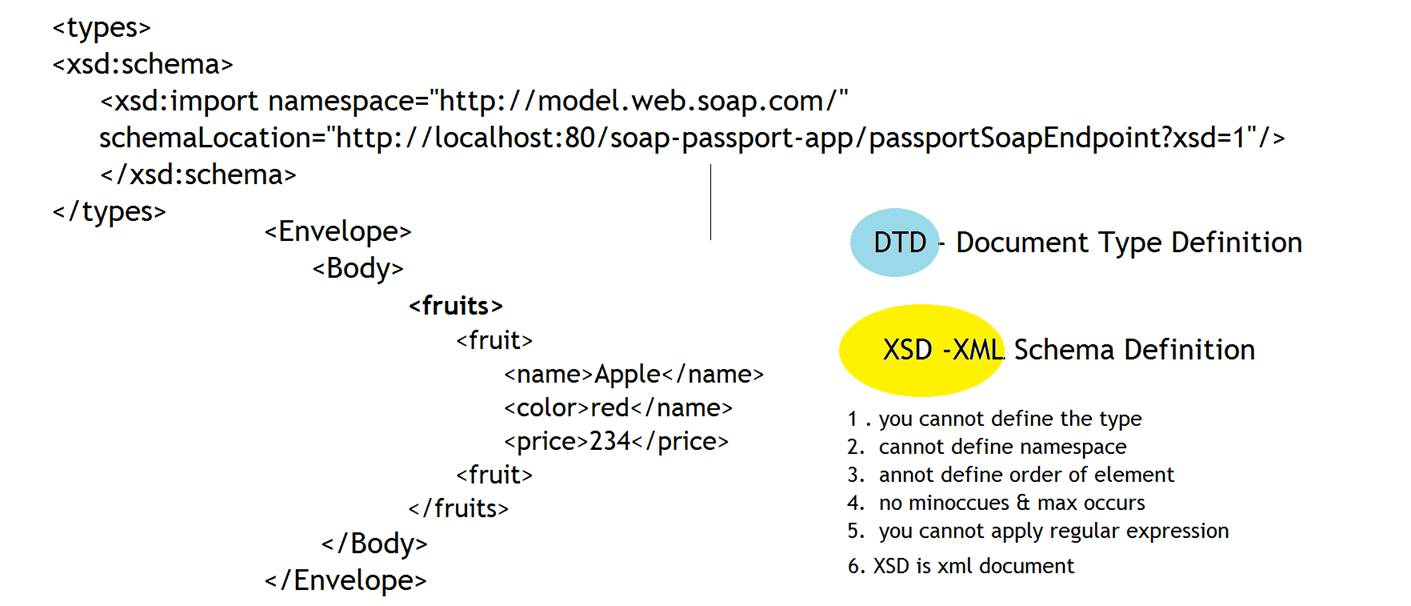 <types>
<xsd:schema>
<xsd:import namespace="http://model.web.soap.com/"
schemaLocation="http://localhost:80/soap-passport-app/passportSoapEndpoint?xsd=1"/>
</xsd:schema>
</types>
<Envelope>
<Body>
<fruits>
<fruit>
<name>Apple</name>
<color>red</name>
<price>234</price>
<fruit>
</fruits>
</Body>
</Envelope>
DTD - Document Type Definition
XSD -XML Schema Definition
1 . you cannot define the type
2. cannot define namespace
3. annot define order of element
4. no minoccues & max occurs
5. you cannot apply regular expression
6. XSD is xml document